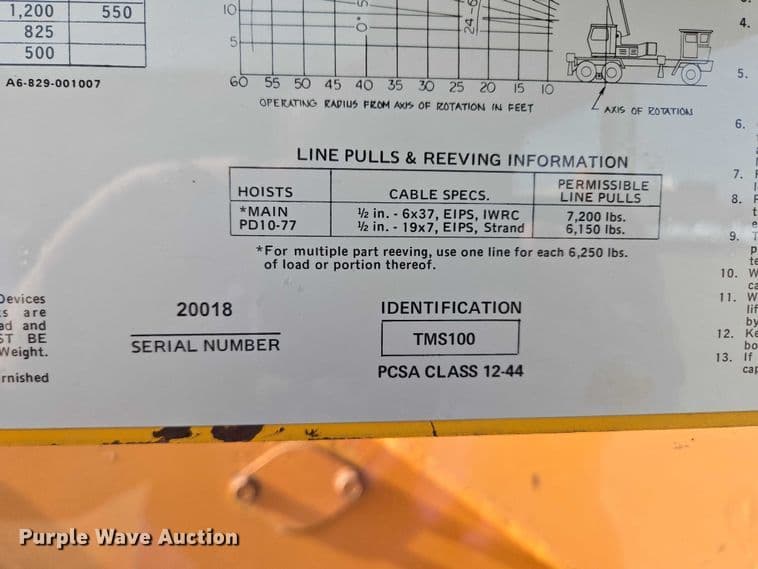 1,200 550
825
500
A6-829-001007
10
5
60 55 50 45 40 35 30 25 20 15 10
OPERATING RADIUS FROM AXIS OF ROTATION IN FEET
AXIS OF ROTATION
LINE PULLS & REEVING INFORMATION
HOISTS CABLE SPECS. PERMISSIBLE LINE PULLS
*MAIN ½ in. - 6x37, EIPS, IWRC 7,200 lbs.
PD10-77 ½ in. - 19x7, EIPS, Strand 6,150 lbs.
*For multiple part reeving, use one line for each 6,250 lbs.
of load or portion thereof.
Devices
are
and
BE
Weight.
20018
SERIAL NUMBER
IDENTIFICATION
TMS100
PCSA CLASS 12-44
4.
5.
6.
7.
8.
9.
10.
11.
12.
13. If
Purple Wave Auction